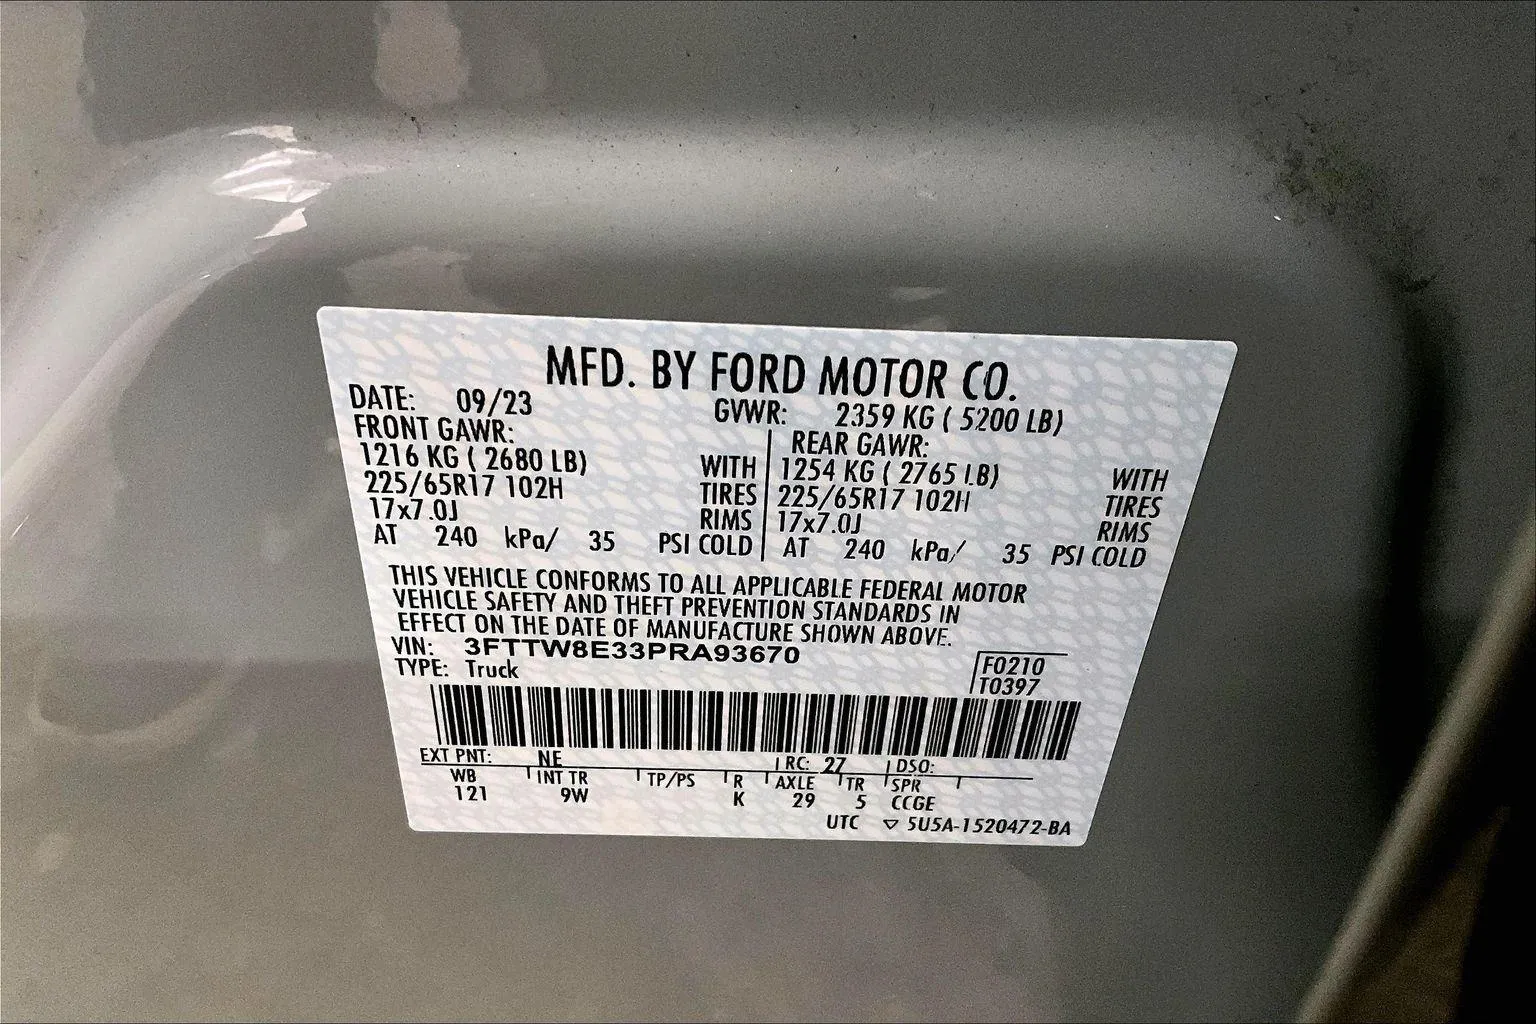 MFD. BY FORD MOTOR CO.
DATE: 09/23 GVWR: 2359 KG ( 5200 LB)
FRONT GAWR: REAR GAWR:
1216 KG ( 2680 LB) WITH 1254 KG ( 2765 LB) WITH
225/65R17 102H TIRES 225/65R17 102H TIRES
17x7.0J RIMS 17x7.0J RIMS
AT 240 kPa/ 35 PSI COLD AT 240 kPa/ 35 PSI COLD
THIS VEHICLE CONFORMS TO ALL APPLICABLE FEDERAL MOTOR
VEHICLE SAFETY AND THEFT PREVENTION STANDARDS IN
EFFECT ON THE DATE OF MANUFACTURE SHOWN ABOVE.
VIN: 3FTTW8E33PRA93670
TYPE: Truck
F0210
T0397
EXT PNT: NE RC: 27 DSO:
WB INT TR TP/PS R AXLE TR SPR
121 9W K 29 5 CCGE
UTC ▽ 5U5A-1520472-BA